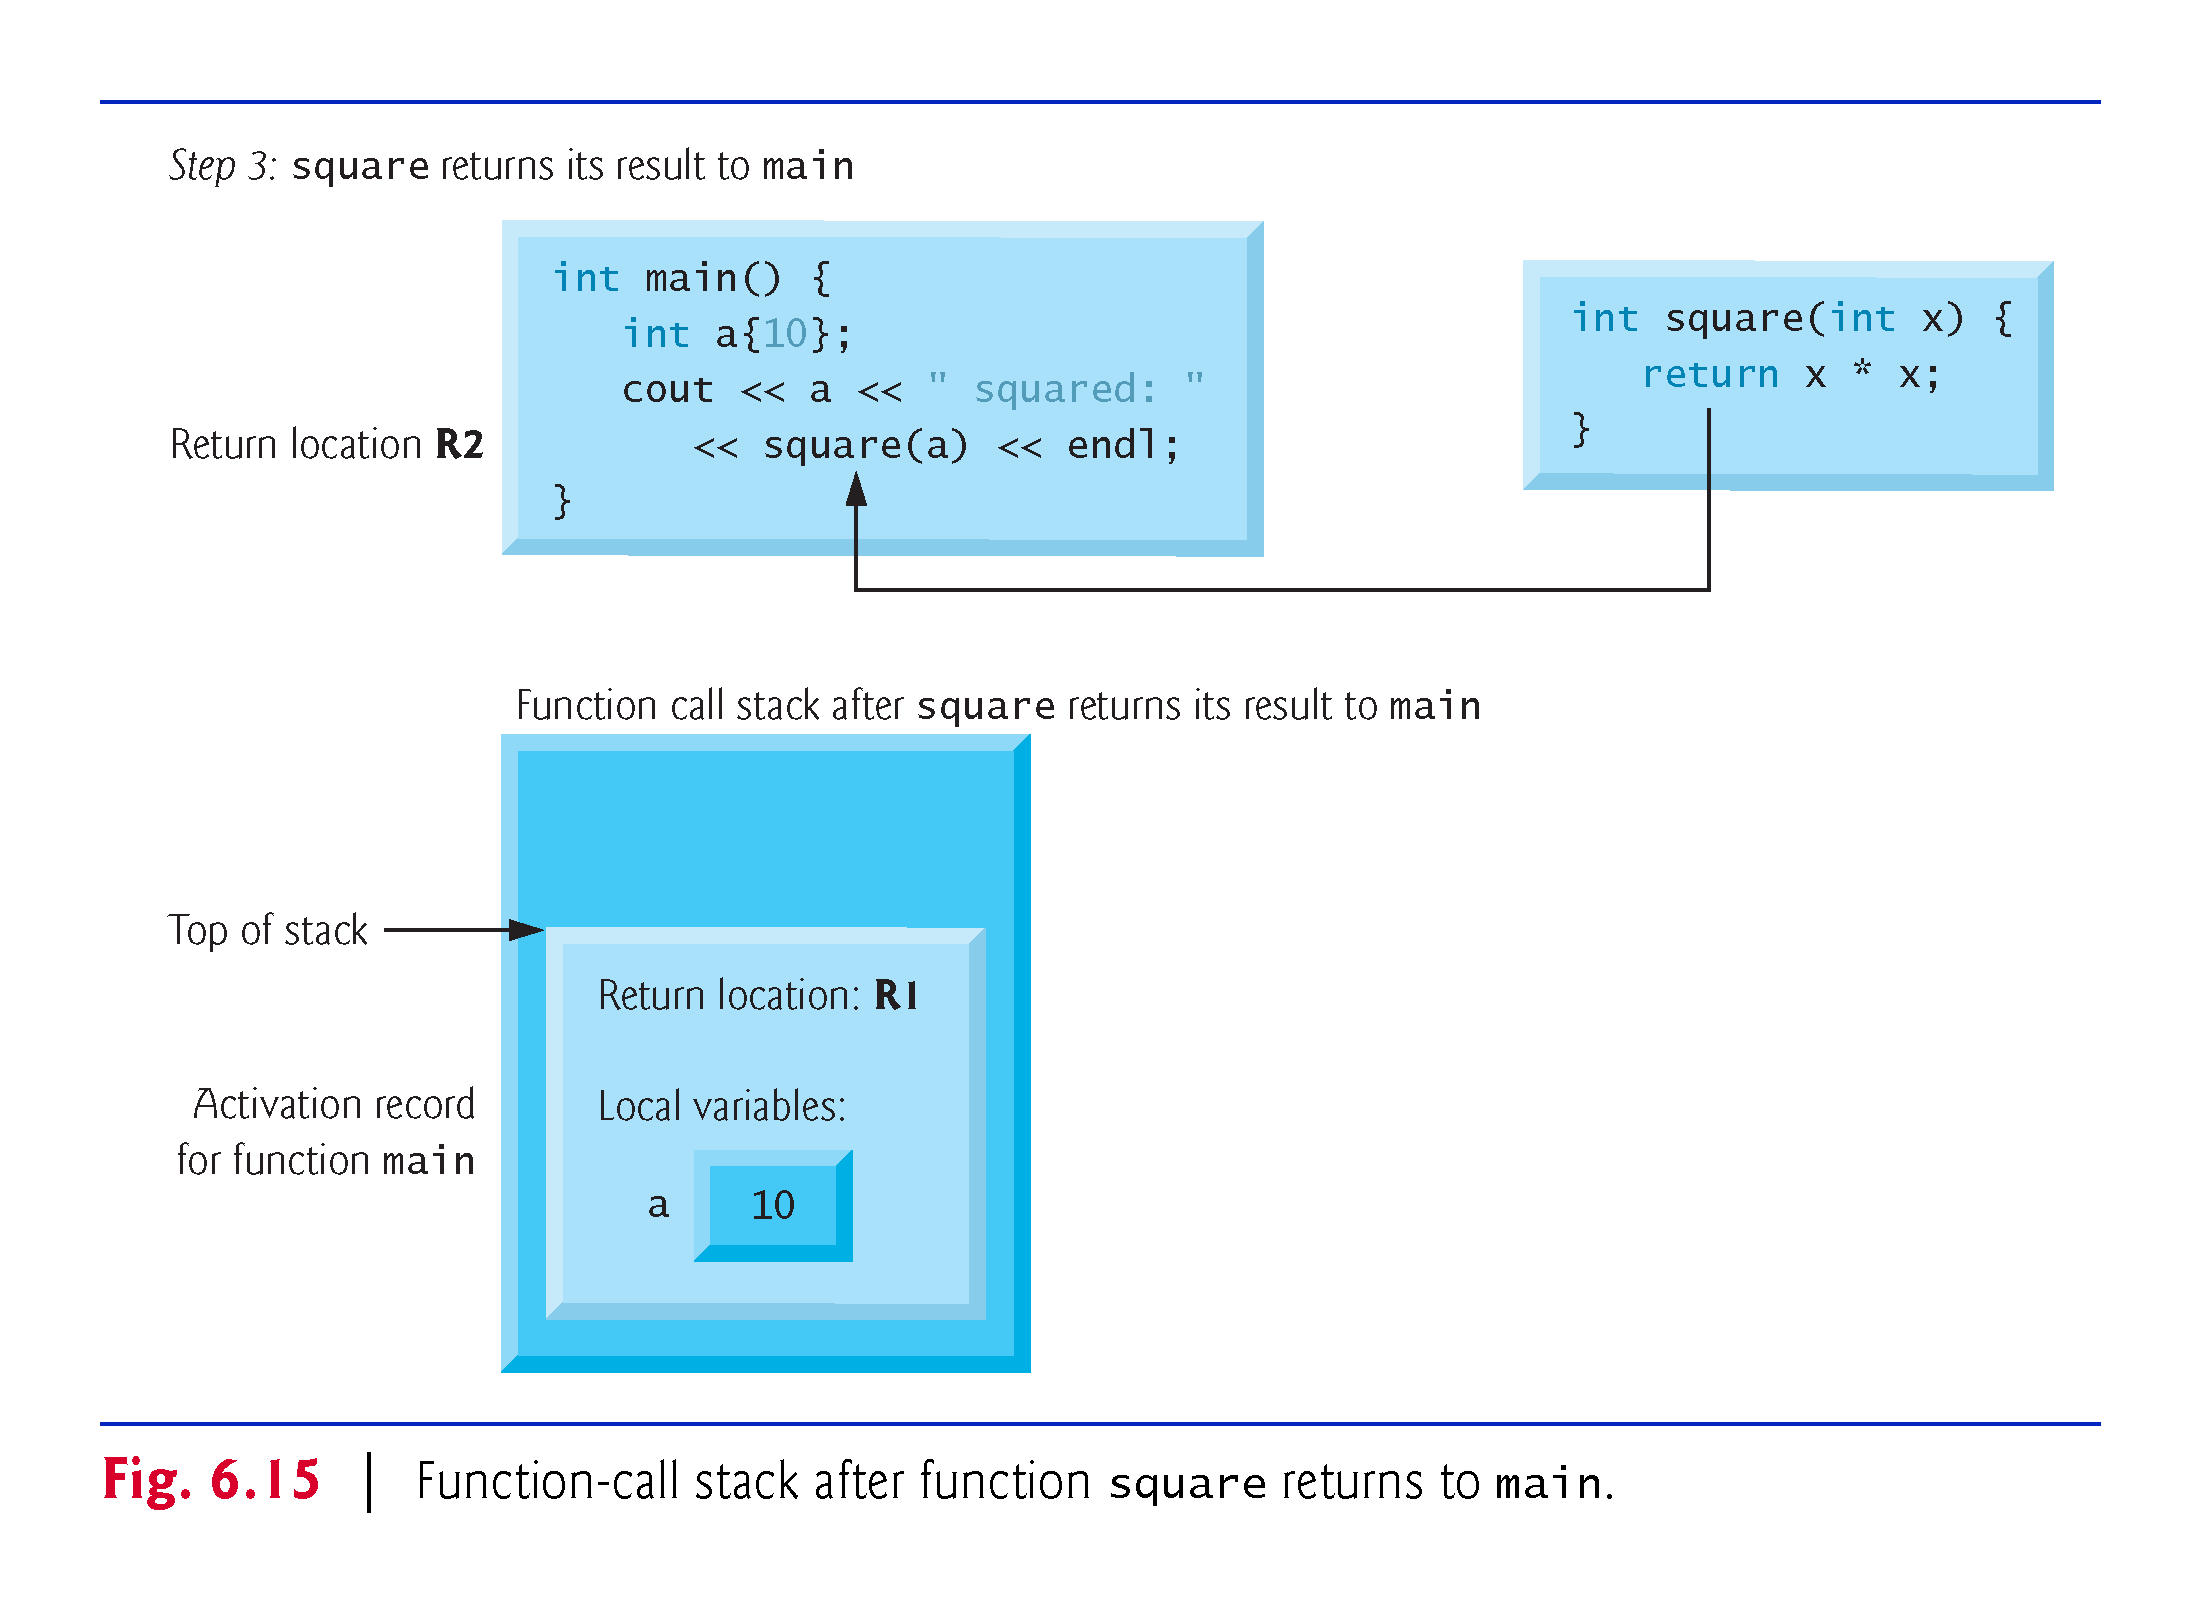 Step 3: square returns its result to main
int main() {
int a{10};
cout << a << " squared: "
Return location R2
<< square(a) << endl;
}
int square(int x) {
return x * x;
}
Function call stack after square returns its result to main
Top of stack
Return location: R1
Activation record
for function main
Local variables:
a 10
Fig. 6.15 | Function-call stack after function square returns to main.